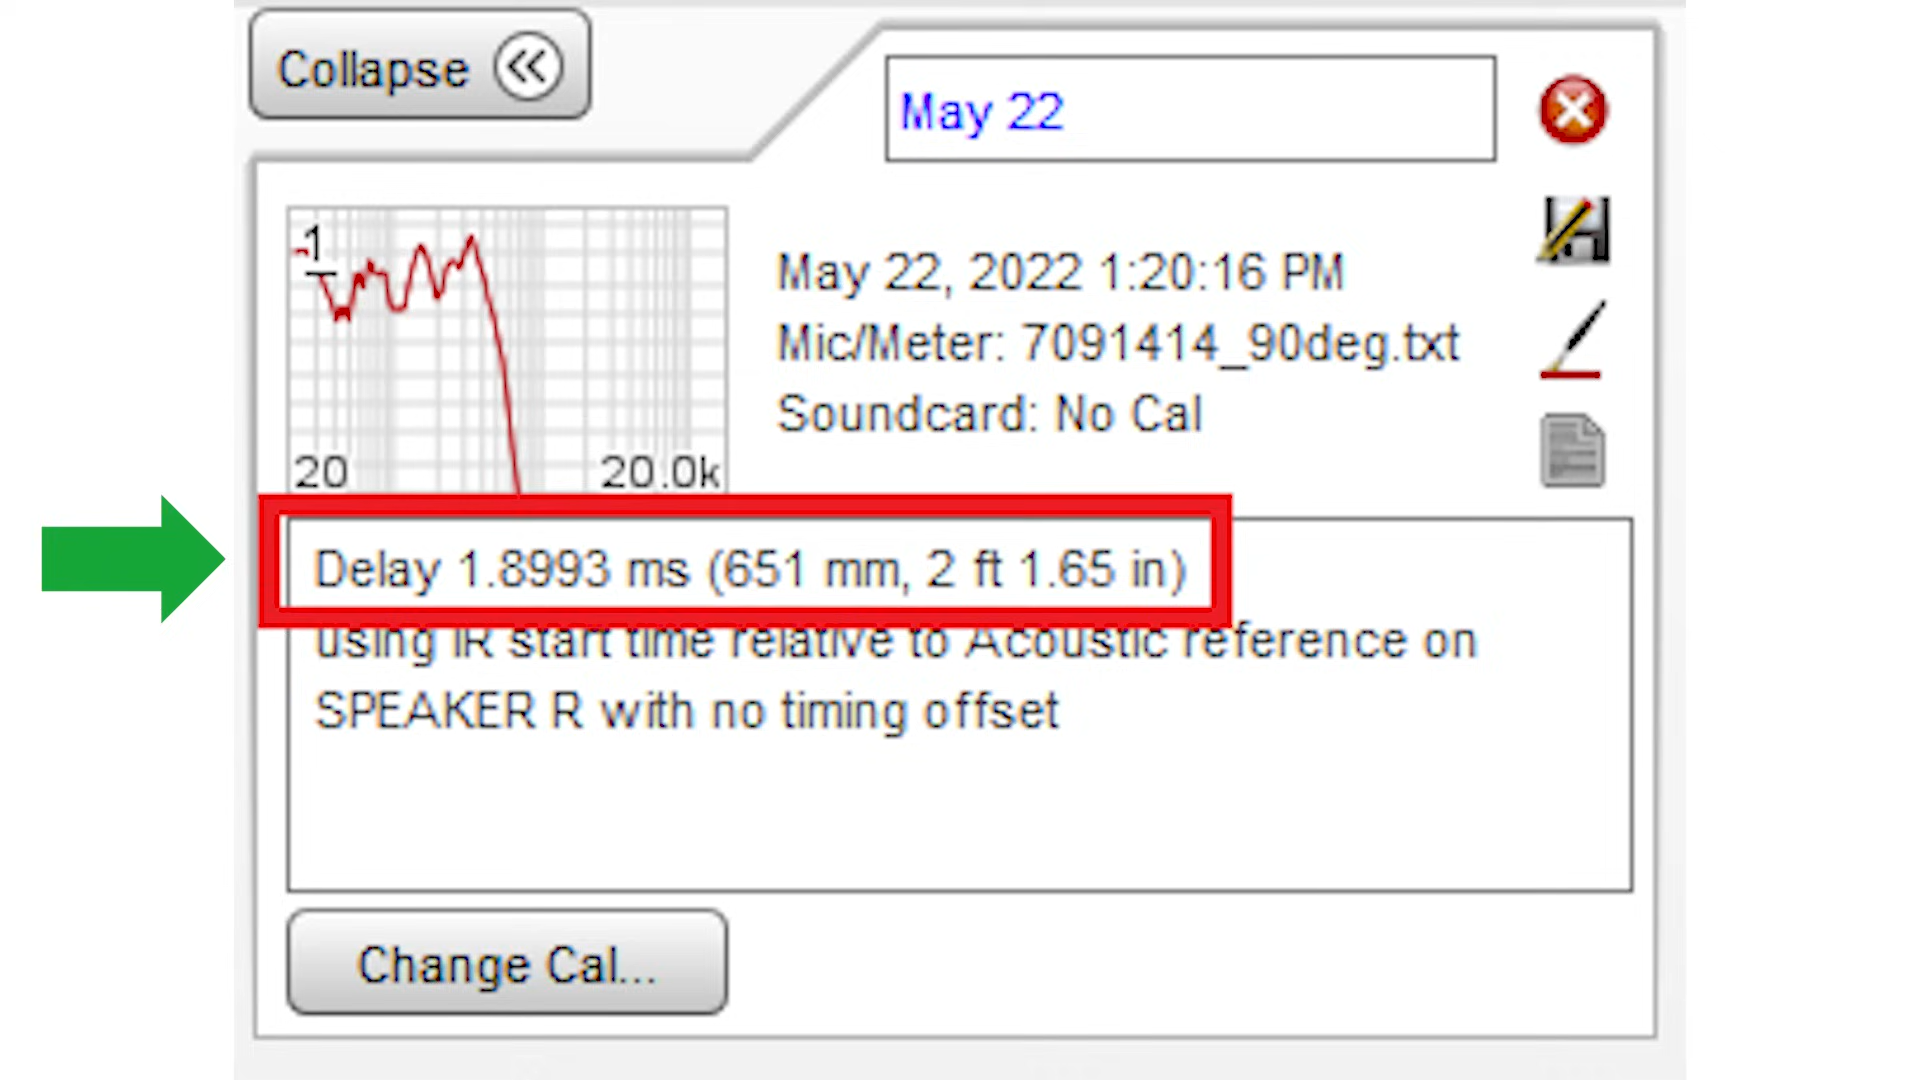 Collapse
May 22
-1
May 22, 2022 1:20:16 PM
Mic/Meter: 7091414_90deg.txt
Soundcard: No Cal
20 20.0k
Delay 1.8993 ms (651 mm, 2 ft 1.65 in)
using IR start time relative to Acoustic reference on
SPEAKER R with no timing offset
Change Cal...